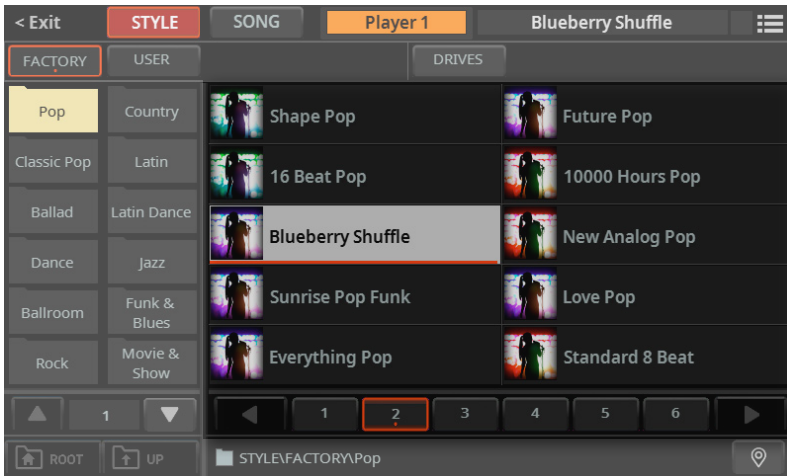 < Exit STYLE SONG Player 1 Blueberry Shuffle
FACTORY USER DRIVES
Pop Country
Classic Pop Latin
Ballad Latin Dance
Dance Jazz
Ballroom Funk &
Blues
Rock Movie &
Show
Shape Pop Future Pop
16 Beat Pop 10000 Hours Pop
Blueberry Shuffle New Analog Pop
Sunrise Pop Funk Love Pop
Everything Pop Standard 8 Beat
1 1 2 3 4 5 6
ROOT UP STYLE\FACTORY\Pop